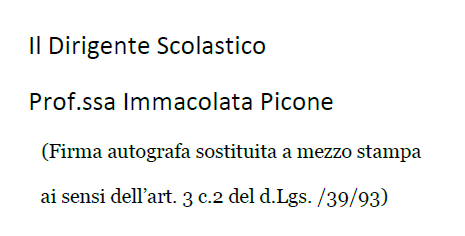 Il Dirigente Scolastico
Prof.ssa Immacolata Picone
(Firma autografa sostituita a mezzo stampa
ai sensi dell’art. 3 c.2 del d.Lgs. /39/93)